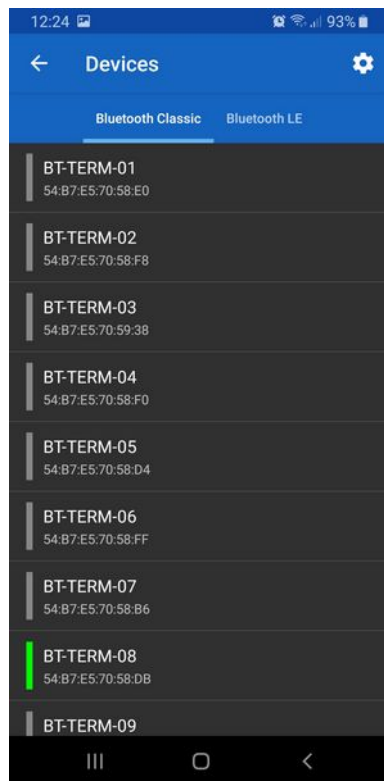 12:24 93%
Devices
Bluetooth Classic Bluetooth LE
BT-TERM-01
54:B7:E5:70:58:E0
BT-TERM-02
54:B7:E5:70:58:F8
BT-TERM-03
54:B7:E5:70:59:38
BT-TERM-04
54:B7:E5:70:58:F0
BT-TERM-05
54:B7:E5:70:58:D4
BT-TERM-06
54:B7:E5:70:58:FF
BT-TERM-07
54:B7:E5:70:58:B6
BT-TERM-08
54:B7:E5:70:58:DB
BT-TERM-09